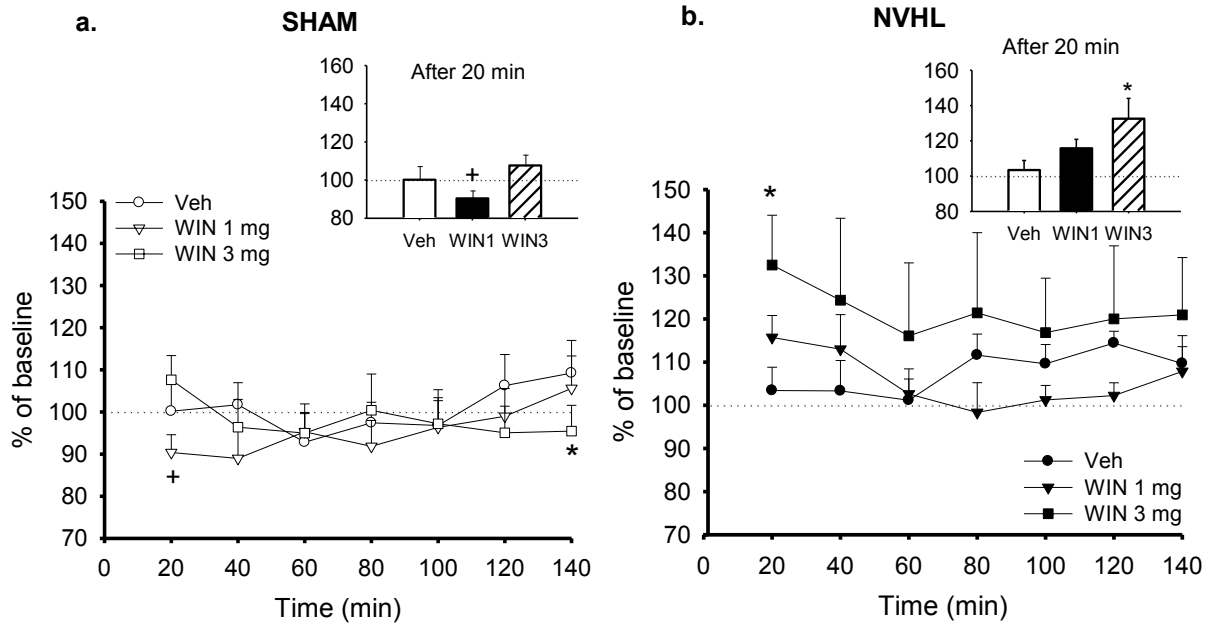 a.
SHAM
After 20 min
160
140
120
100
80
+
Veh
WIN1
WIN3
Veh
WIN 1 mg
WIN 3 mg
150
140
130
120
110
100
90
80
70
% of baseline
+
*
0
20
40
60
80
100
120
140
Time (min)
b.
NVHL
After 20 min
160
140
120
100
80
*
Veh
WIN1
WIN3
150
140
130
120
110
100
90
80
70
% of baseline
*
Veh
WIN 1 mg
WIN 3 mg
0
20
40
60
80
100
120
140
Time (min)